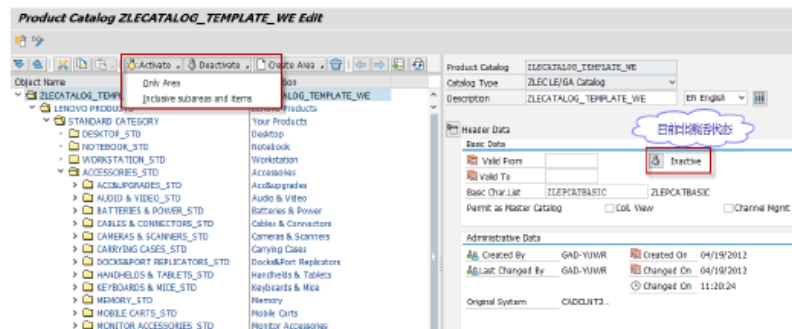 Product Catalog ZLECATALOG_TEMPLATE_WE Edit
Activate Deactivate Create Area
Only Area
Inclusive subareas and items
Object Name
ZLECATALOG_TEMP
LENOVO PRODUCTS
STANDARD CATEGORY Your Products
DESKTOP_STD Desktop
NOTEBOOK_STD Notebook
WORKSTATION_STD Workstation
ACCESSORIES_STD Accessories
ACC&UPGRADES_STD Acc&upgrades
AUDIO & VIDEO_STD Audio & Video
BATTERIES & POWER_STD Batteries & Power
CABLES & CONNECTORS_STD Cables & Connectors
CAMERAS & SCANNERS_STD Cameras & Scanners
CARRYING CASES_STD Carrying Cases
DOCKS&PORT REPLICATORS_STD Docks&Port Replicators
HANDHELDS & TABLETS_STD Handhelds & Tablets
KEYBOARDS & MICE_STD Keyboards & Mice
MEMORY_STD Memory
MOBILE CARTS_STD Mobile Carts
MONITOR ACCESSORIES_STD Monitor Accessories
Product Catalog ZLECATALOG_TEMPLATE_WE
Catalog Type ZLEC LE/GA Catalog
Description ZLECATALOG_TEMPLATE_WE EN English
Header Data
Basic Data
Valid From
Inactive
Valid To
Basic Char.List ZLEPCATBASIC ZLEPCATBASIC
Permit as Master Catalog Coll. View Channel Mgmt
Administrative Data
Created By GAD-YUWR Created On 04/19/2012
Last Changed By GAD-YUWR Changed On 04/19/2012
Changed On 11:20:24
Original System CADCLNT3...